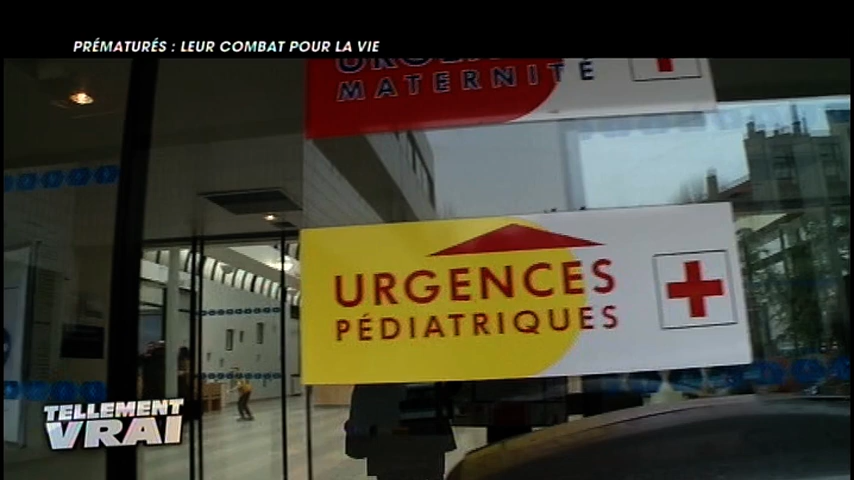 PRÉMATURÉS : LEUR COMBAT POUR LA VIE
MATERNITÉ
URGENCES
PÉDIATRIQUES
TELLEMENT
VRAI